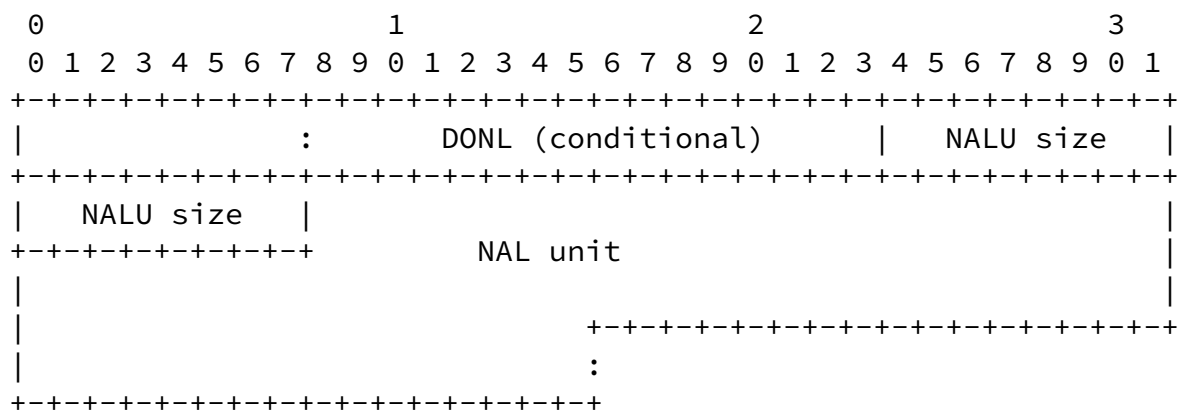 0                   1                   2                   3
 0 1 2 3 4 5 6 7 8 9 0 1 2 3 4 5 6 7 8 9 0 1 2 3 4 5 6 7 8 9 0 1
+-+-+-+-+-+-+-+-+-+-+-+-+-+-+-+-+-+-+-+-+-+-+-+-+-+-+-+-+-+-+-+-+
|               :       DONL (conditional)      |   NALU size   |
+-+-+-+-+-+-+-+-+-+-+-+-+-+-+-+-+-+-+-+-+-+-+-+-+-+-+-+-+-+-+-+-+
|   NALU size   |                                               |
+-+-+-+-+-+-+-+-+         NAL unit                              |
|                                                               |
|                               +-+-+-+-+-+-+-+-+-+-+-+-+-+-+-+-+
|                               :
+-+-+-+-+-+-+-+-+-+-+-+-+-+-+-+-+